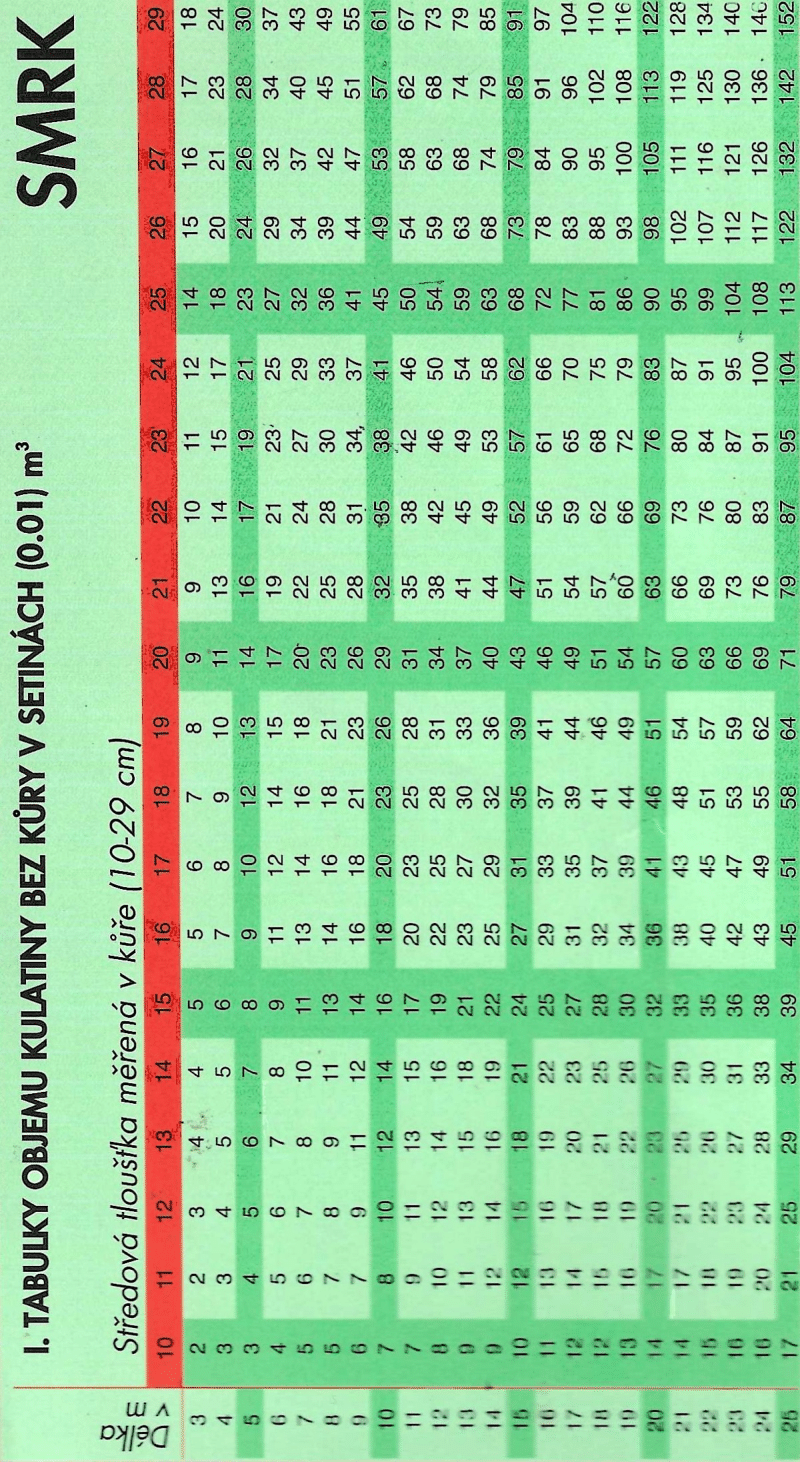 I. TABULKY OBJEMU KULATINY BEZ KŮRY V SETINÁCH (0.01) m³ SMRK
Středová tloušťka měřená v kůře (10-29 cm)
Délka
v m
10 11 12 13 14 15 16 17 18 19 20 21 22 23 24 25 26 27 28 29
3 2 2 3 4 4 5 5 6 7 8 9 9 10 11 12 14 15 16 17 18
4 3 3 4 5 5 6 7 8 9 10 11 13 14 15 17 18 20 21 23 24
5 3 4 5 6 7 8 9 10 12 13 14 16 17 19 21 23 24 26 28 30
6 4 5 6 7 8 9 11 12 14 15 17 19 21 23 25 27 29 32 34 37
7 5 6 7 8 10 11 13 14 16 18 20 22 24 27 29 32 34 37 40 43
8 5 7 8 9 11 13 14 16 18 21 23 25 28 30 33 36 39 42 45 49
9 6 7 9 11 12 14 16 18 21 23 26 28 31 34 37 41 44 47 51 55
10 7 8 10 12 14 16 18 20 23 26 29 32 35 38 41 45 49 53 57 61
11 7 9 11 13 15 17 20 23 25 28 31 35 38 42 46 50 54 58 62 67
12 8 10 12 14 16 19 22 25 28 31 34 38 42 46 50 54 59 63 68 73
13 9 11 13 15 18 21 23 27 30 33 37 41 45 49 54 59 63 68 74 79
14 9 12 14 16 19 22 25 29 32 36 40 44 49 53 58 63 68 74 79 85
15 10 12 15 18 21 24 27 31 35 39 43 47 52 57 62 68 73 79 85 91
16 11 13 16 19 22 25 29 33 37 41 46 51 56 61 66 72 78 84 91 97
17 12 14 17 20 23 27 31 35 39 44 49 54 59 65 70 77 83 90 96 104
18 12 15 18 21 25 28 32 37 41 46 51 57 62 68 75 81 88 95 102 110
19 13 16 19 22 26 30 34 39 44 49 54 60 66 72 79 86 93 100 108 116
20 14 17 20 23 27 32 36 41 46 51 57 63 69 76 83 90 98 105 113 122
21 14 17 21 25 29 33 38 43 48 54 60 66 73 80 87 95 102 111 119 128
22 15 18 22 26 30 35 40 45 51 57 63 69 76 84 91 99 107 116 125 134
23 16 19 23 27 31 36 42 47 53 59 66 73 80 87 95 104 112 121 130 140
24 16 20 24 28 33 38 43 49 55 62 69 76 83 91 100 108 117 126 136 146
25 17 21 25 29 34 39 45 51 58 64 71 79 87 95 104 113 122 132 142 152